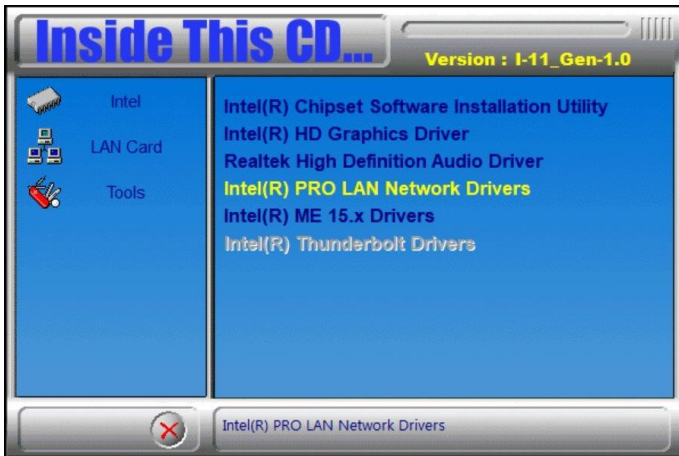 Inside This CD...
Version : I-11_Gen-1.0
Intel
LAN Card
Tools
Intel(R) Chipset Software Installation Utility
Intel(R) HD Graphics Driver
Realtek High Definition Audio Driver
Intel(R) PRO LAN Network Drivers
Intel(R) ME 15.x Drivers
Intel(R) Thunderbolt Drivers
Intel(R) PRO LAN Network Drivers